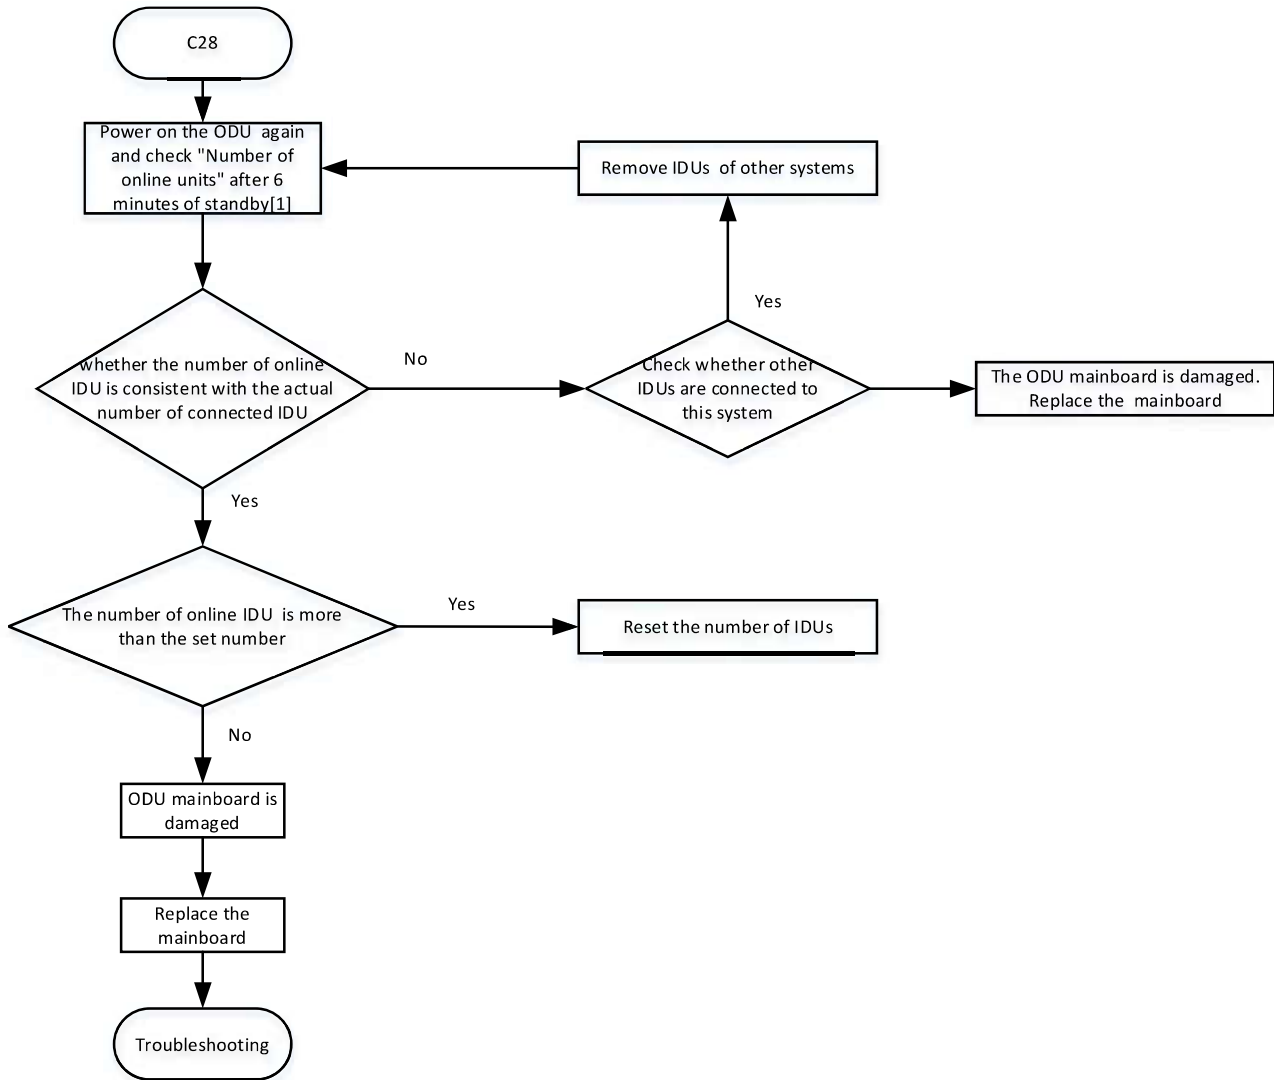 C28
Power on the ODU again
and check "Number of
online units" after 6
minutes of standby[1]
Remove IDUs of other systems
Yes
whether the number of online
IDU is consistent with the actual
number of connected IDU
No
Check whether other
IDUs are connected to
this system
The ODU mainboard is damaged.
Replace the mainboard
Yes
The number of online IDU is more
than the set number
Yes
Reset the number of IDUs
No
ODU mainboard is
damaged
Replace the
mainboard
Troubleshooting